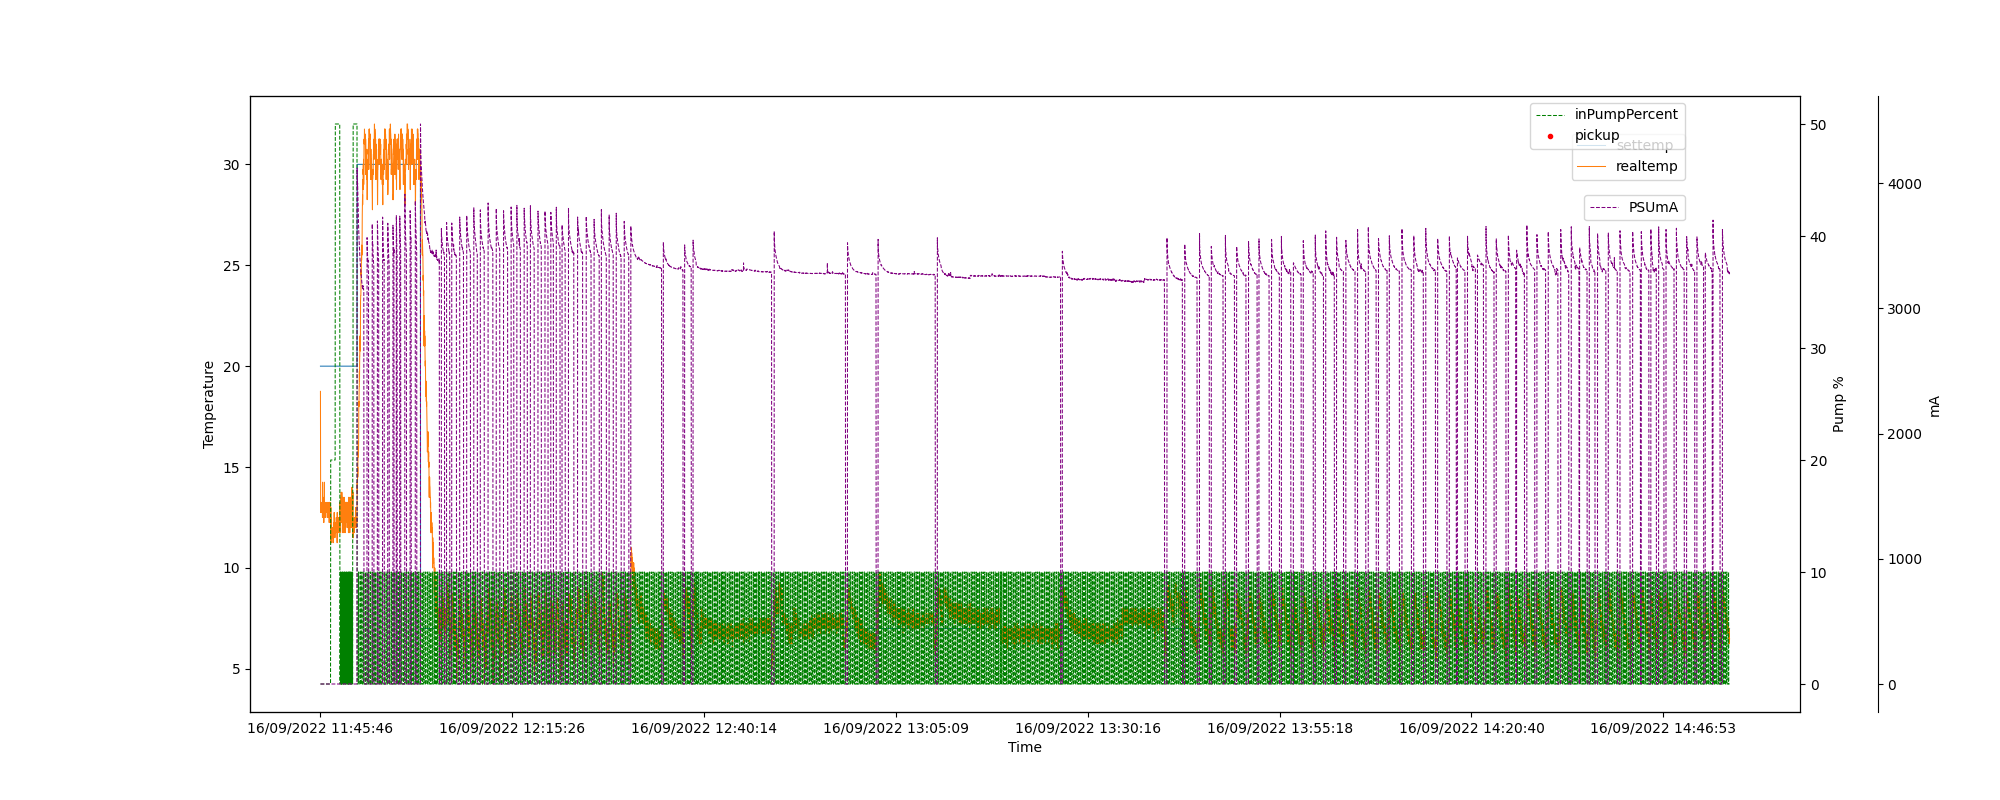 inPumpPercent
pickup
settemp
realtemp
PSUmA
30
25
20
15
10
5
Temperature
50
40
30
20
10
0
Pump %
4000
3000
2000
1000
0
mA
16/09/2022 11:45:46
16/09/2022 12:15:26
16/09/2022 12:40:14
16/09/2022 13:05:09
16/09/2022 13:30:16
16/09/2022 13:55:18
16/09/2022 14:20:40
16/09/2022 14:46:53
Time